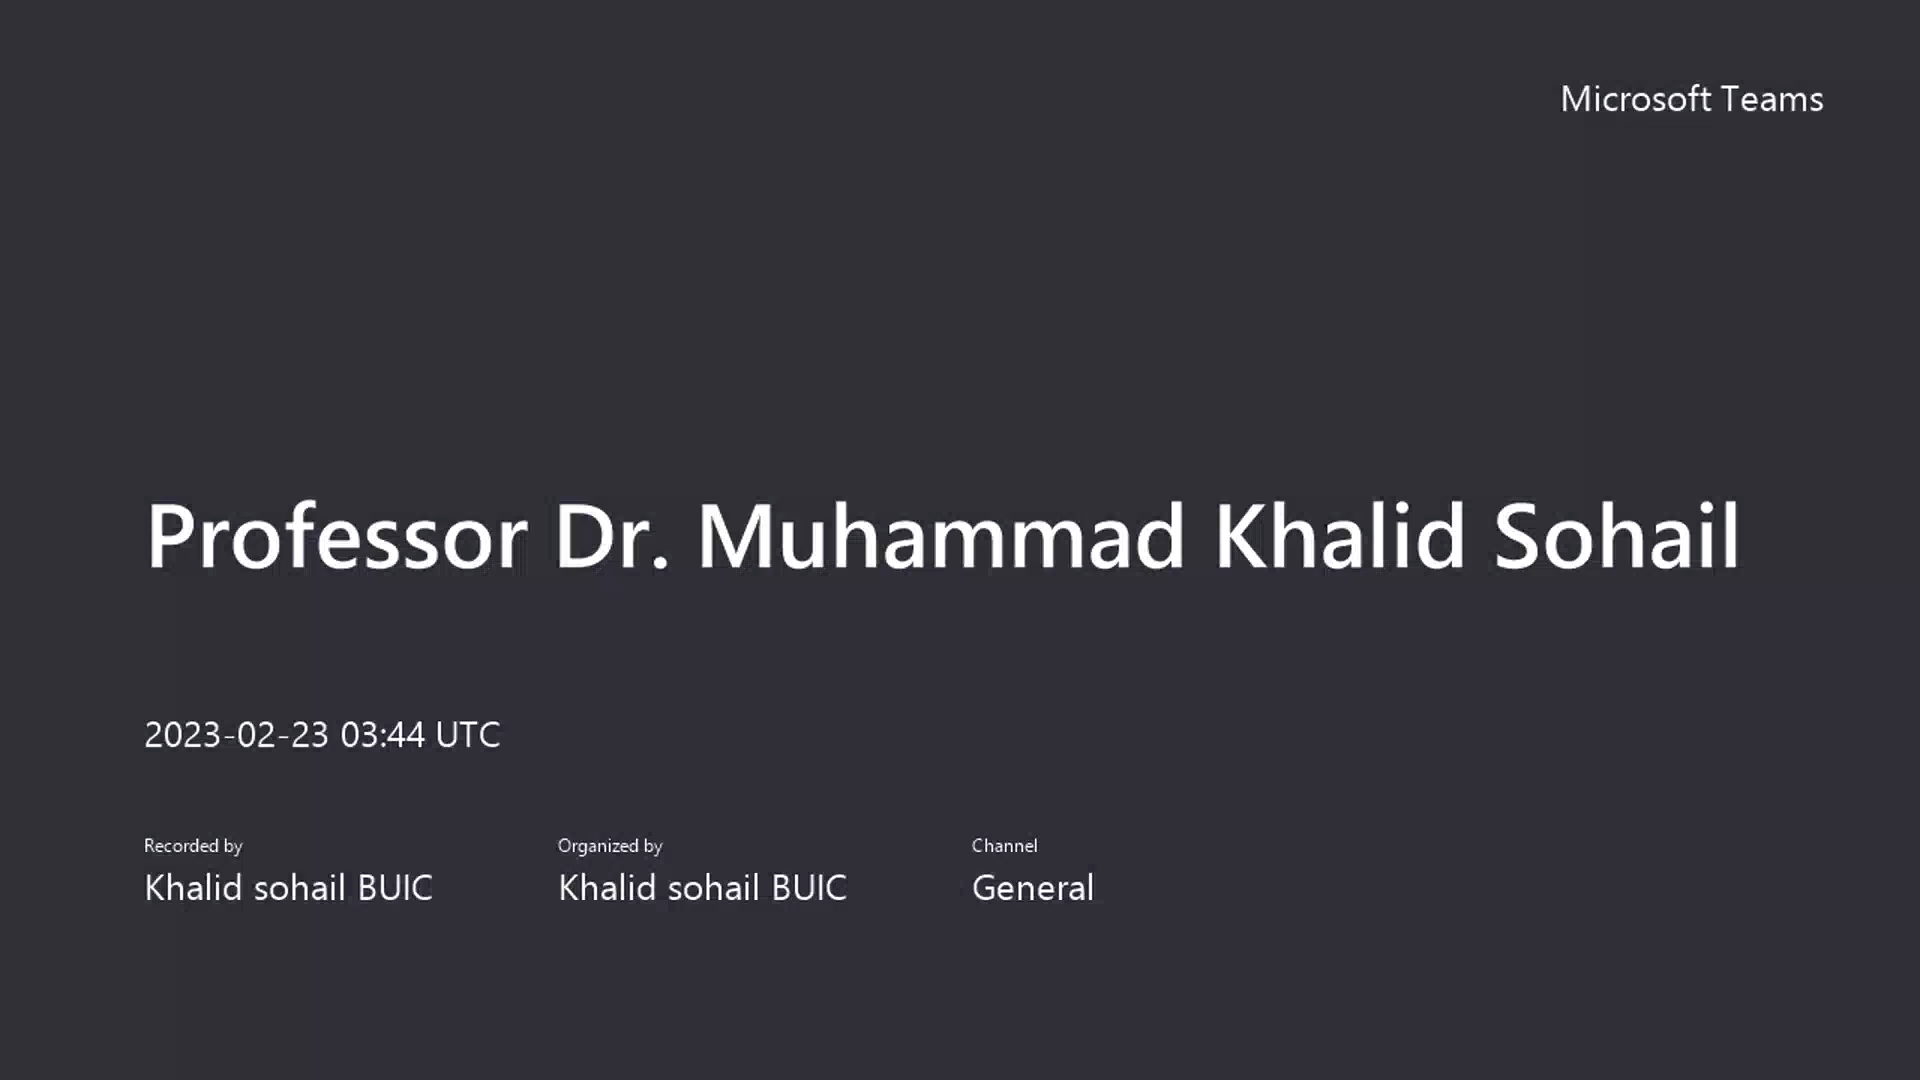 Microsoft Teams
Professor Dr. Muhammad Khalid Sohail
2023-02-23 03:44 UTC
Recorded by
Khalid sohail BUIC
Organized by
Khalid sohail BUIC
Channel
General